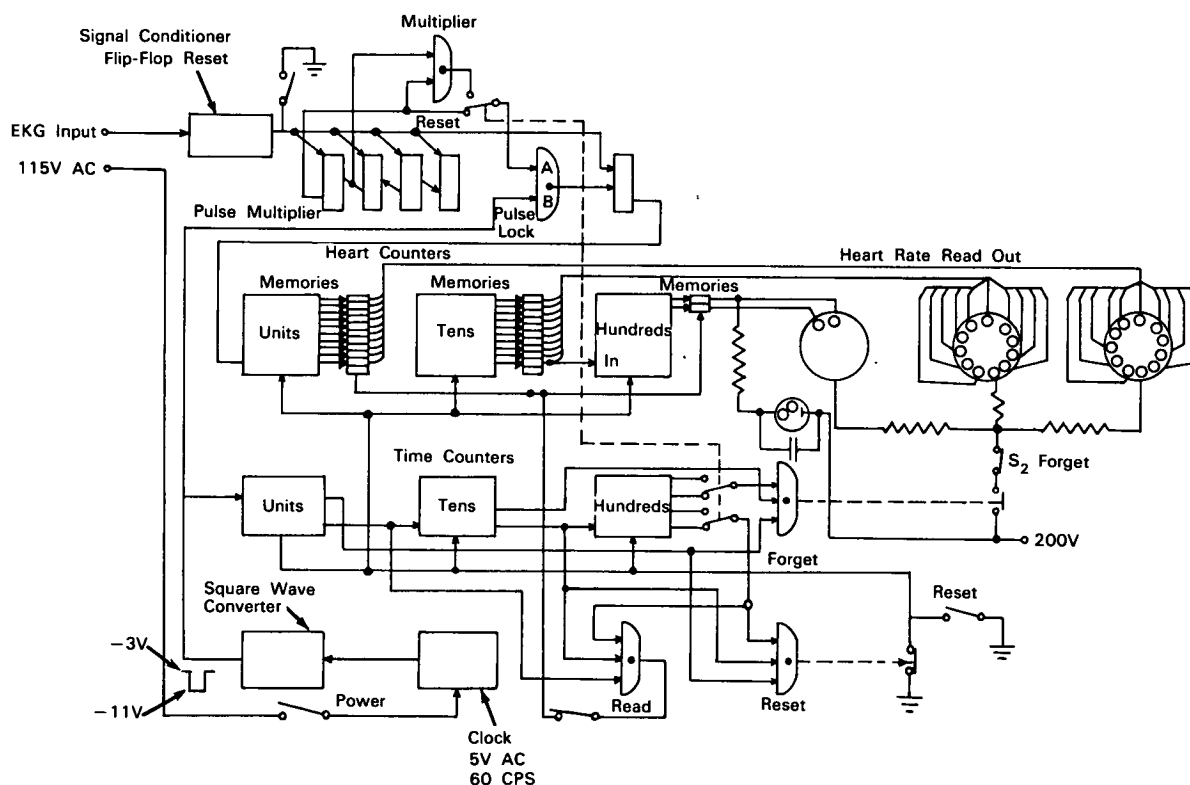 Multiplier
Signal Conditioner
Flip-Flop Reset
EKG Input
Reset
115V AC
A
B
Pulse Multiplier
Pulse
Lock
Heart Counters
Heart Rate Read Out
Memories
Memories
Memories
Units
Tens
Hundreds
In
Time Counters
S2 Forget
Units
Tens
Hundreds
200V
Forget
Square Wave
Converter
Reset
-3V
-11V
Power
Read
Reset
Clock
5V AC
60 CPS